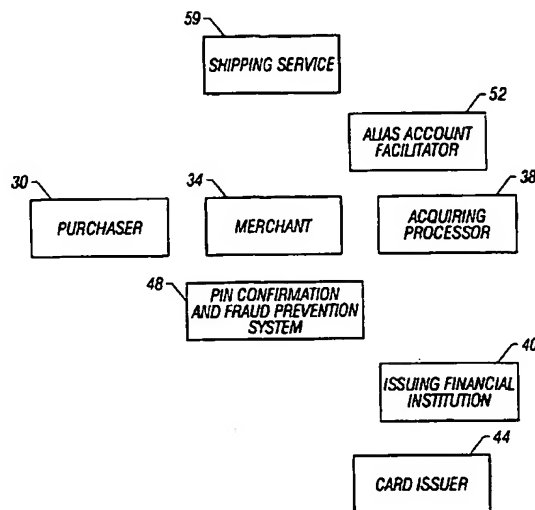 59
SHIPPING SERVICE
52
ALIAS ACCOUNT
FACILITATOR
30
PURCHASER
34
MERCHANT
38
ACQUIRING
PROCESSOR
48
PIN CONFIRMATION
AND FRAUD PREVENTION
SYSTEM
40
ISSUING FINANCIAL
INSTITUTION
44
CARD ISSUER